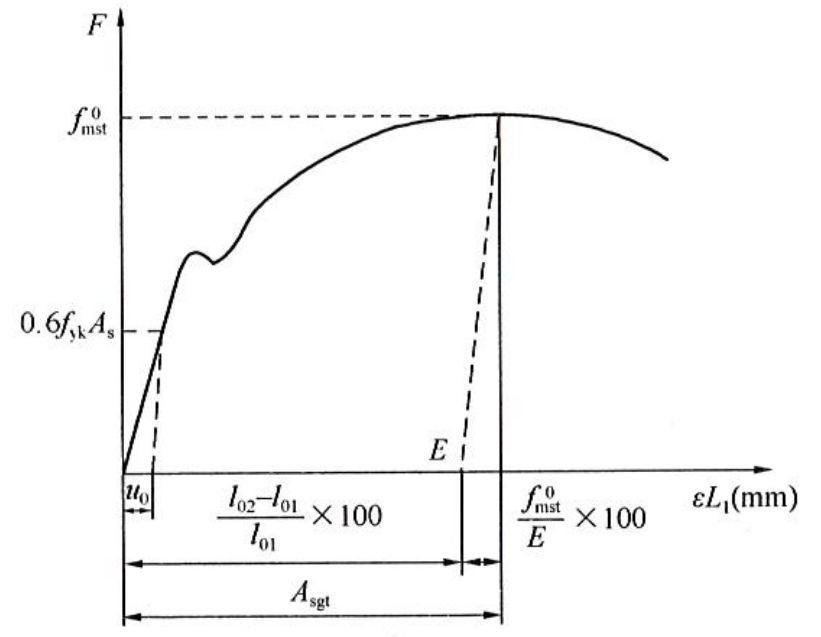 F
f⁰mst
0.6fykAs
E
u₀
(l₀₂−l₀₁)/l₀₁ ×100
f⁰mst/E ×100
εL₁(mm)
Asgt